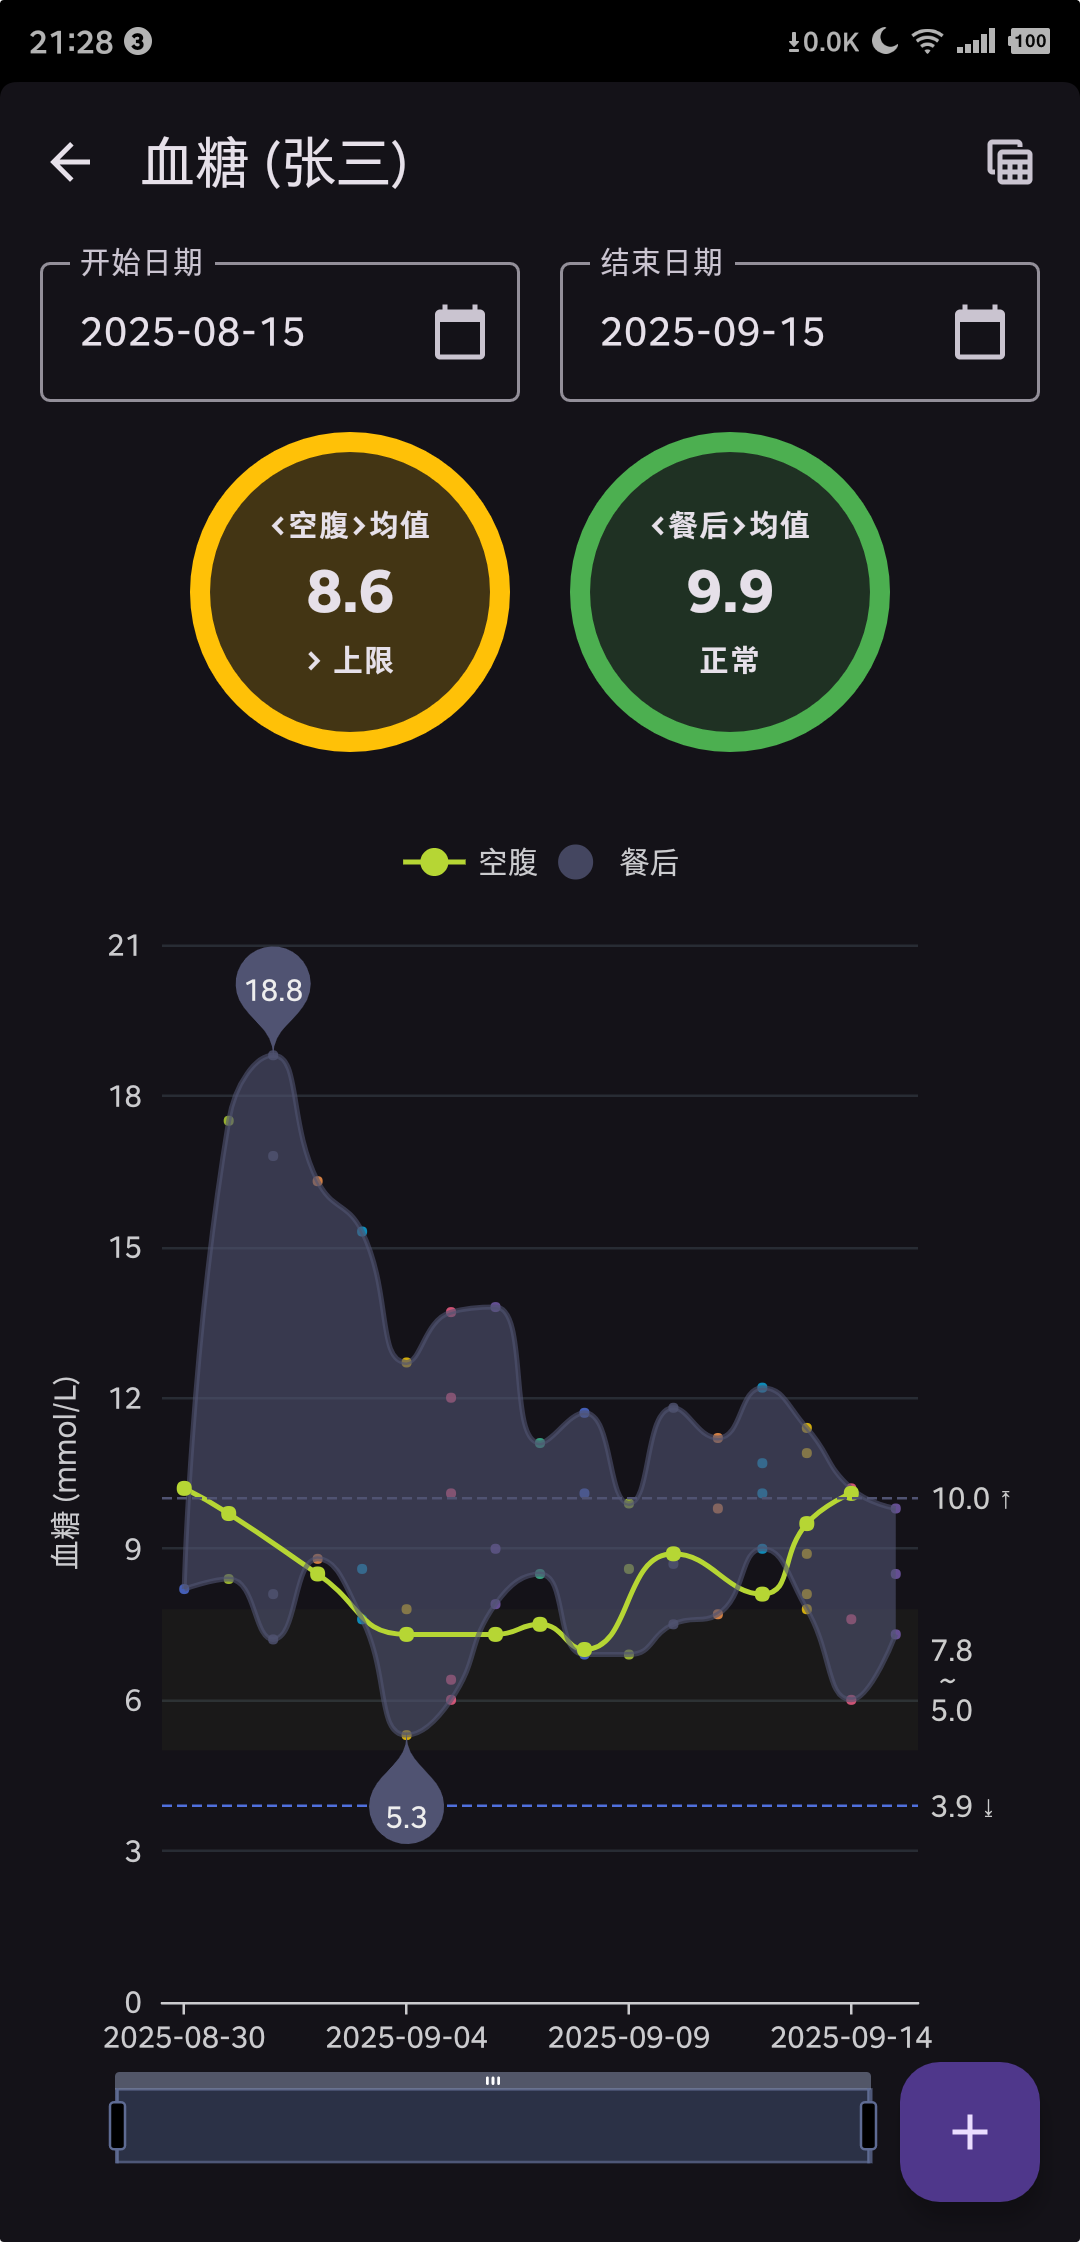 21:28 3 0.0K 100
血糖 (张三)
开始日期 结束日期
2025-08-15 2025-09-15
<空腹>均值 <餐后>均值
8.6 9.9
> 上限 正常
空腹 餐后
21
18.8
18
15
12
血糖 (mmol/L)
10.0 ⤒
9
7.8
~
6
5.0
5.3
3.9 ⤓
3
0
2025-08-30 2025-09-04 2025-09-09 2025-09-14